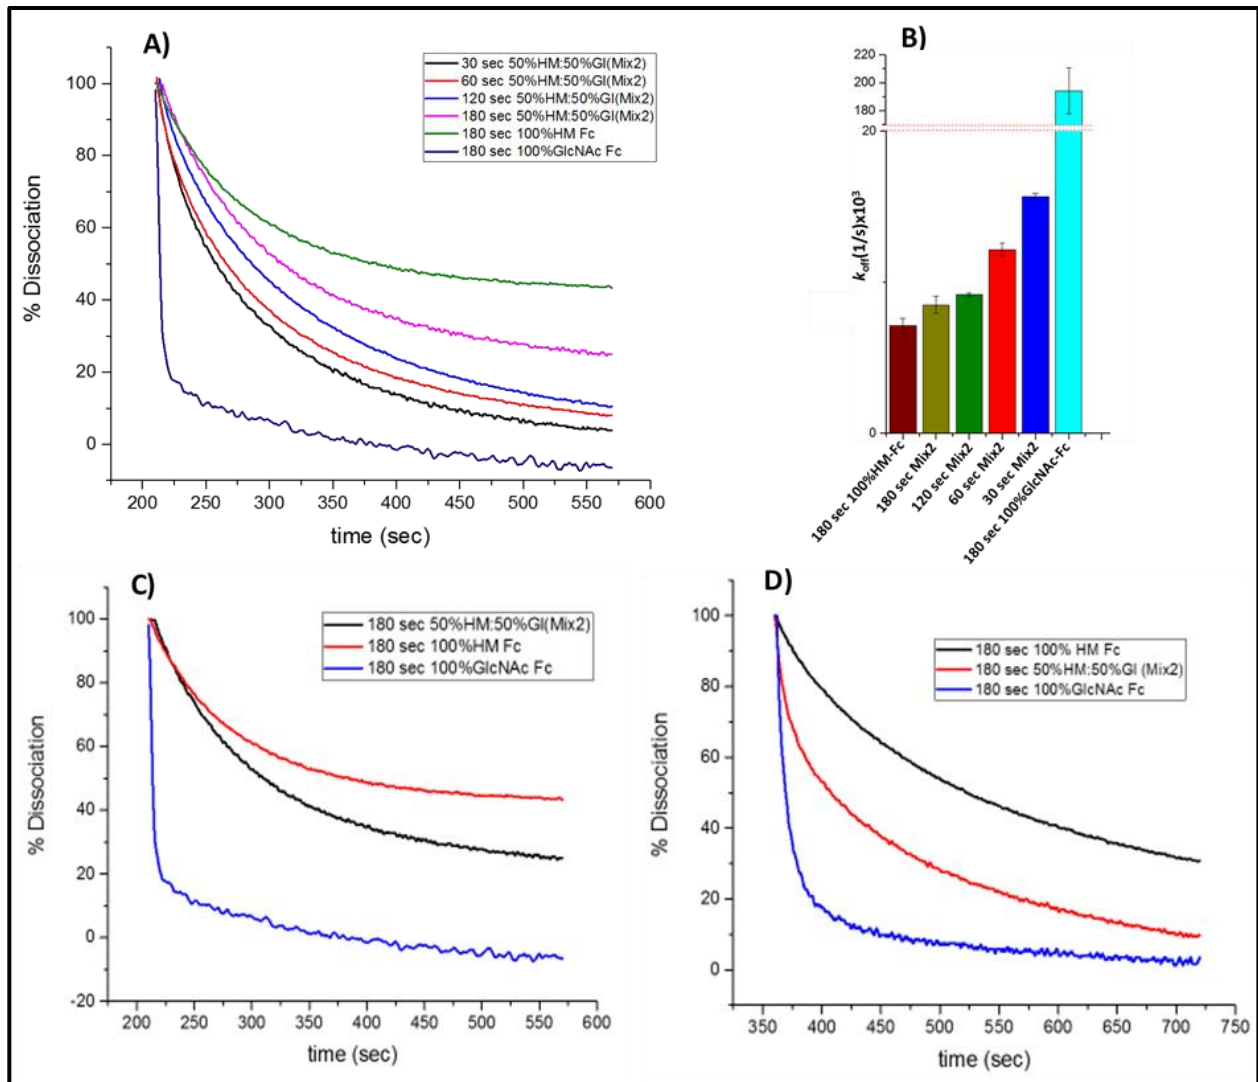 A)
30 sec 50%HM:50%Gl(Mix2)
60 sec 50%HM:50%Gl(Mix2)
120 sec 50%HM:50%Gl(Mix2)
180 sec 50%HM:50%Gl(Mix2)
180 sec 100%HM Fc
180 sec 100%GlcNAc Fc
% Dissociation
100
80
60
40
20
0
200 250 300 350 400 450 500 550 600
time (sec)
B)
220
200
180
20
0
koff(1/s)x10³
180 sec 100%HM-Fc
180 sec Mix2
120 sec Mix2
60 sec Mix2
30 sec Mix2
180 sec 100%GlcNAc-Fc
C)
180 sec 50%HM:50%Gl(Mix2)
180 sec 100%HM Fc
180 sec 100%GlcNAc Fc
% Dissociation
100
80
60
40
20
0
-20
200 250 300 350 400 450 500 550 600
time (sec)
D)
180 sec 100% HM Fc
180 sec 50%HM:50%Gl (Mix2)
180 sec 100%GlcNAc Fc
% Dissociation
100
80
60
40
20
0
350 400 450 500 550 600 650 700 750
time (sec)